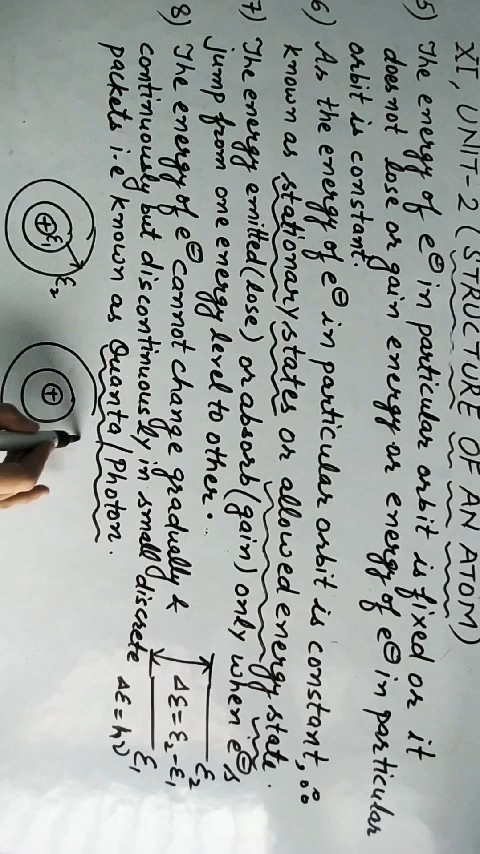 XI, UNIT-2 (STRUCTURE OF AN ATOM)
5) The energy of e⊖ in particular orbit is fixed or it
does not lose or gain energy or energy of e⊖ in particular
orbit is constant.
6) As the energy of e⊖ in particular orbit is constant, ∴
known as stationary states or allowed energy state.
7) The energy emitted (lose) or absorb (gain) only when e⊖s
jump from one energy level to other.
8) The energy of e⊖ cannot change gradually &
continuously but discontinuously in small discrete
packets i.e known as Quanta/Photon.
E2
ΔE = E2-E1
E1
ΔE = hν
+ E1 E2
+